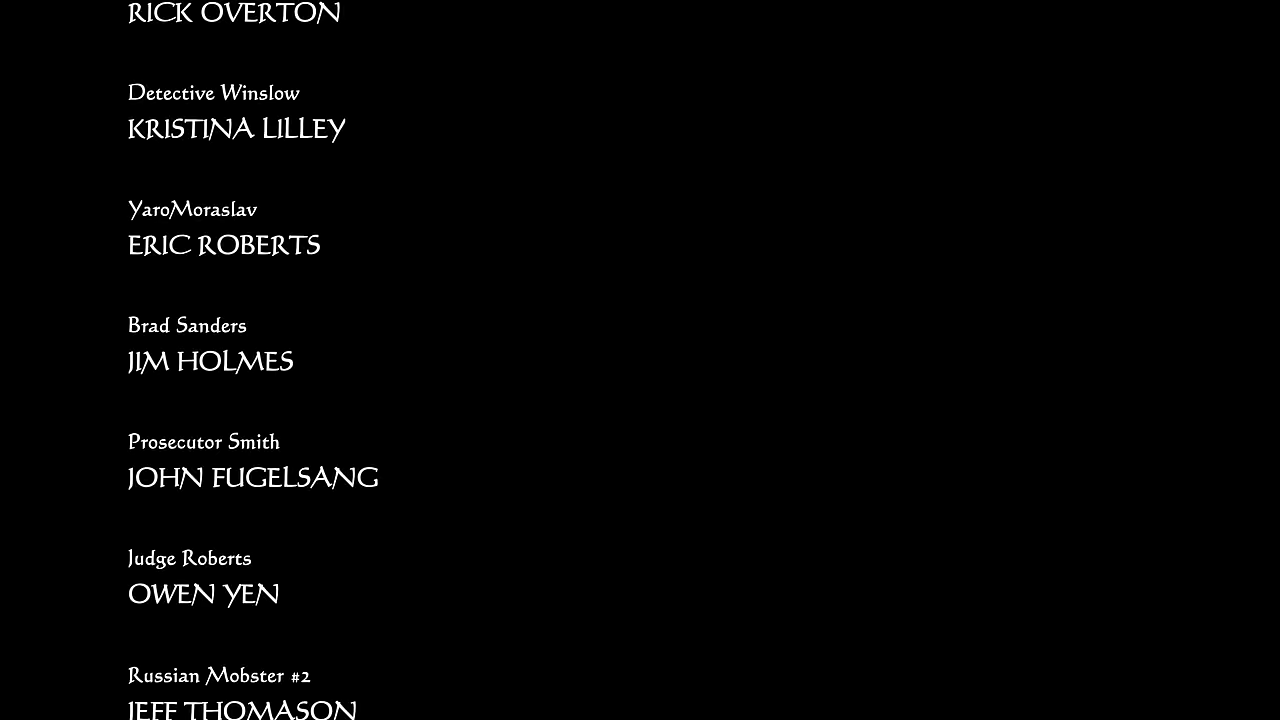 RICK OVERTON
Detective Winslow
KRISTINA LILLEY
YaroMoraslav
ERIC ROBERTS
Brad Sanders
JIM HOLMES
Prosecutor Smith
JOHN FUGELSANG
Judge Roberts
OWEN YEN
Russian Mobster #2
JEFF THOMASON